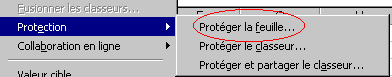 Fusionner les classeurs...
Protection
Protéger la feuille...
Collaboration en ligne
Protéger le classeur...
Protéger et partager le classeur...
Valeur cible